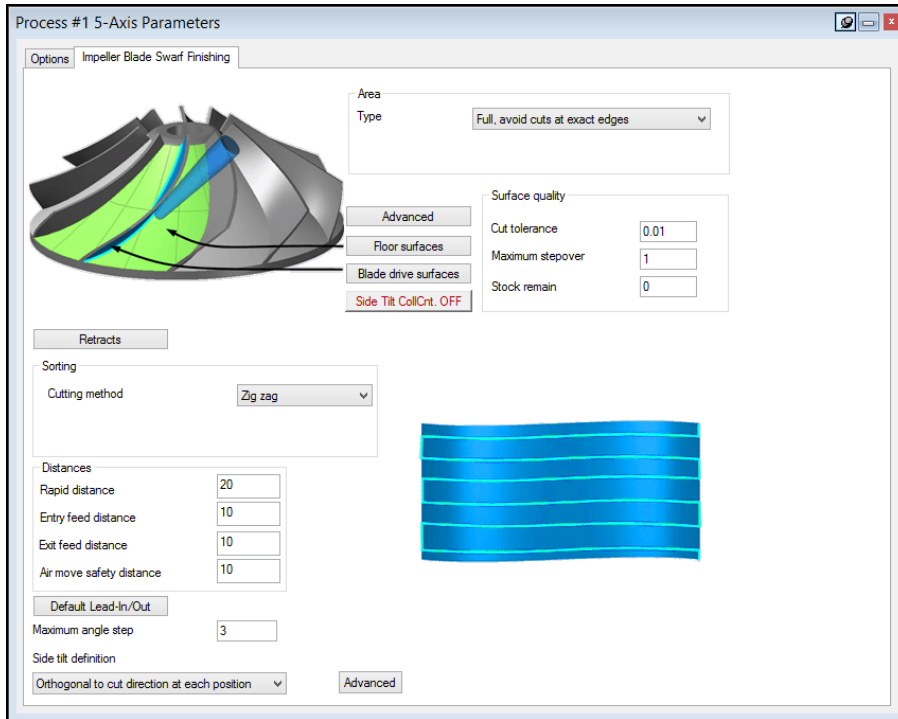 Process #1 5-Axis Parameters
Options
Impeller Blade Swarf Finishing
Area
Type
Full, avoid cuts at exact edges
Advanced
Floor surfaces
Blade drive surfaces
Side Tilt CollCnt. OFF
Surface quality
Cut tolerance
0.01
Maximum stepover
1
Stock remain
0
Retracts
Sorting
Cutting method
Zig zag
Distances
Rapid distance
20
Entry feed distance
10
Exit feed distance
10
Air move safety distance
10
Default Lead-In/Out
Maximum angle step
3
Side tilt definition
Orthogonal to cut direction at each position
Advanced